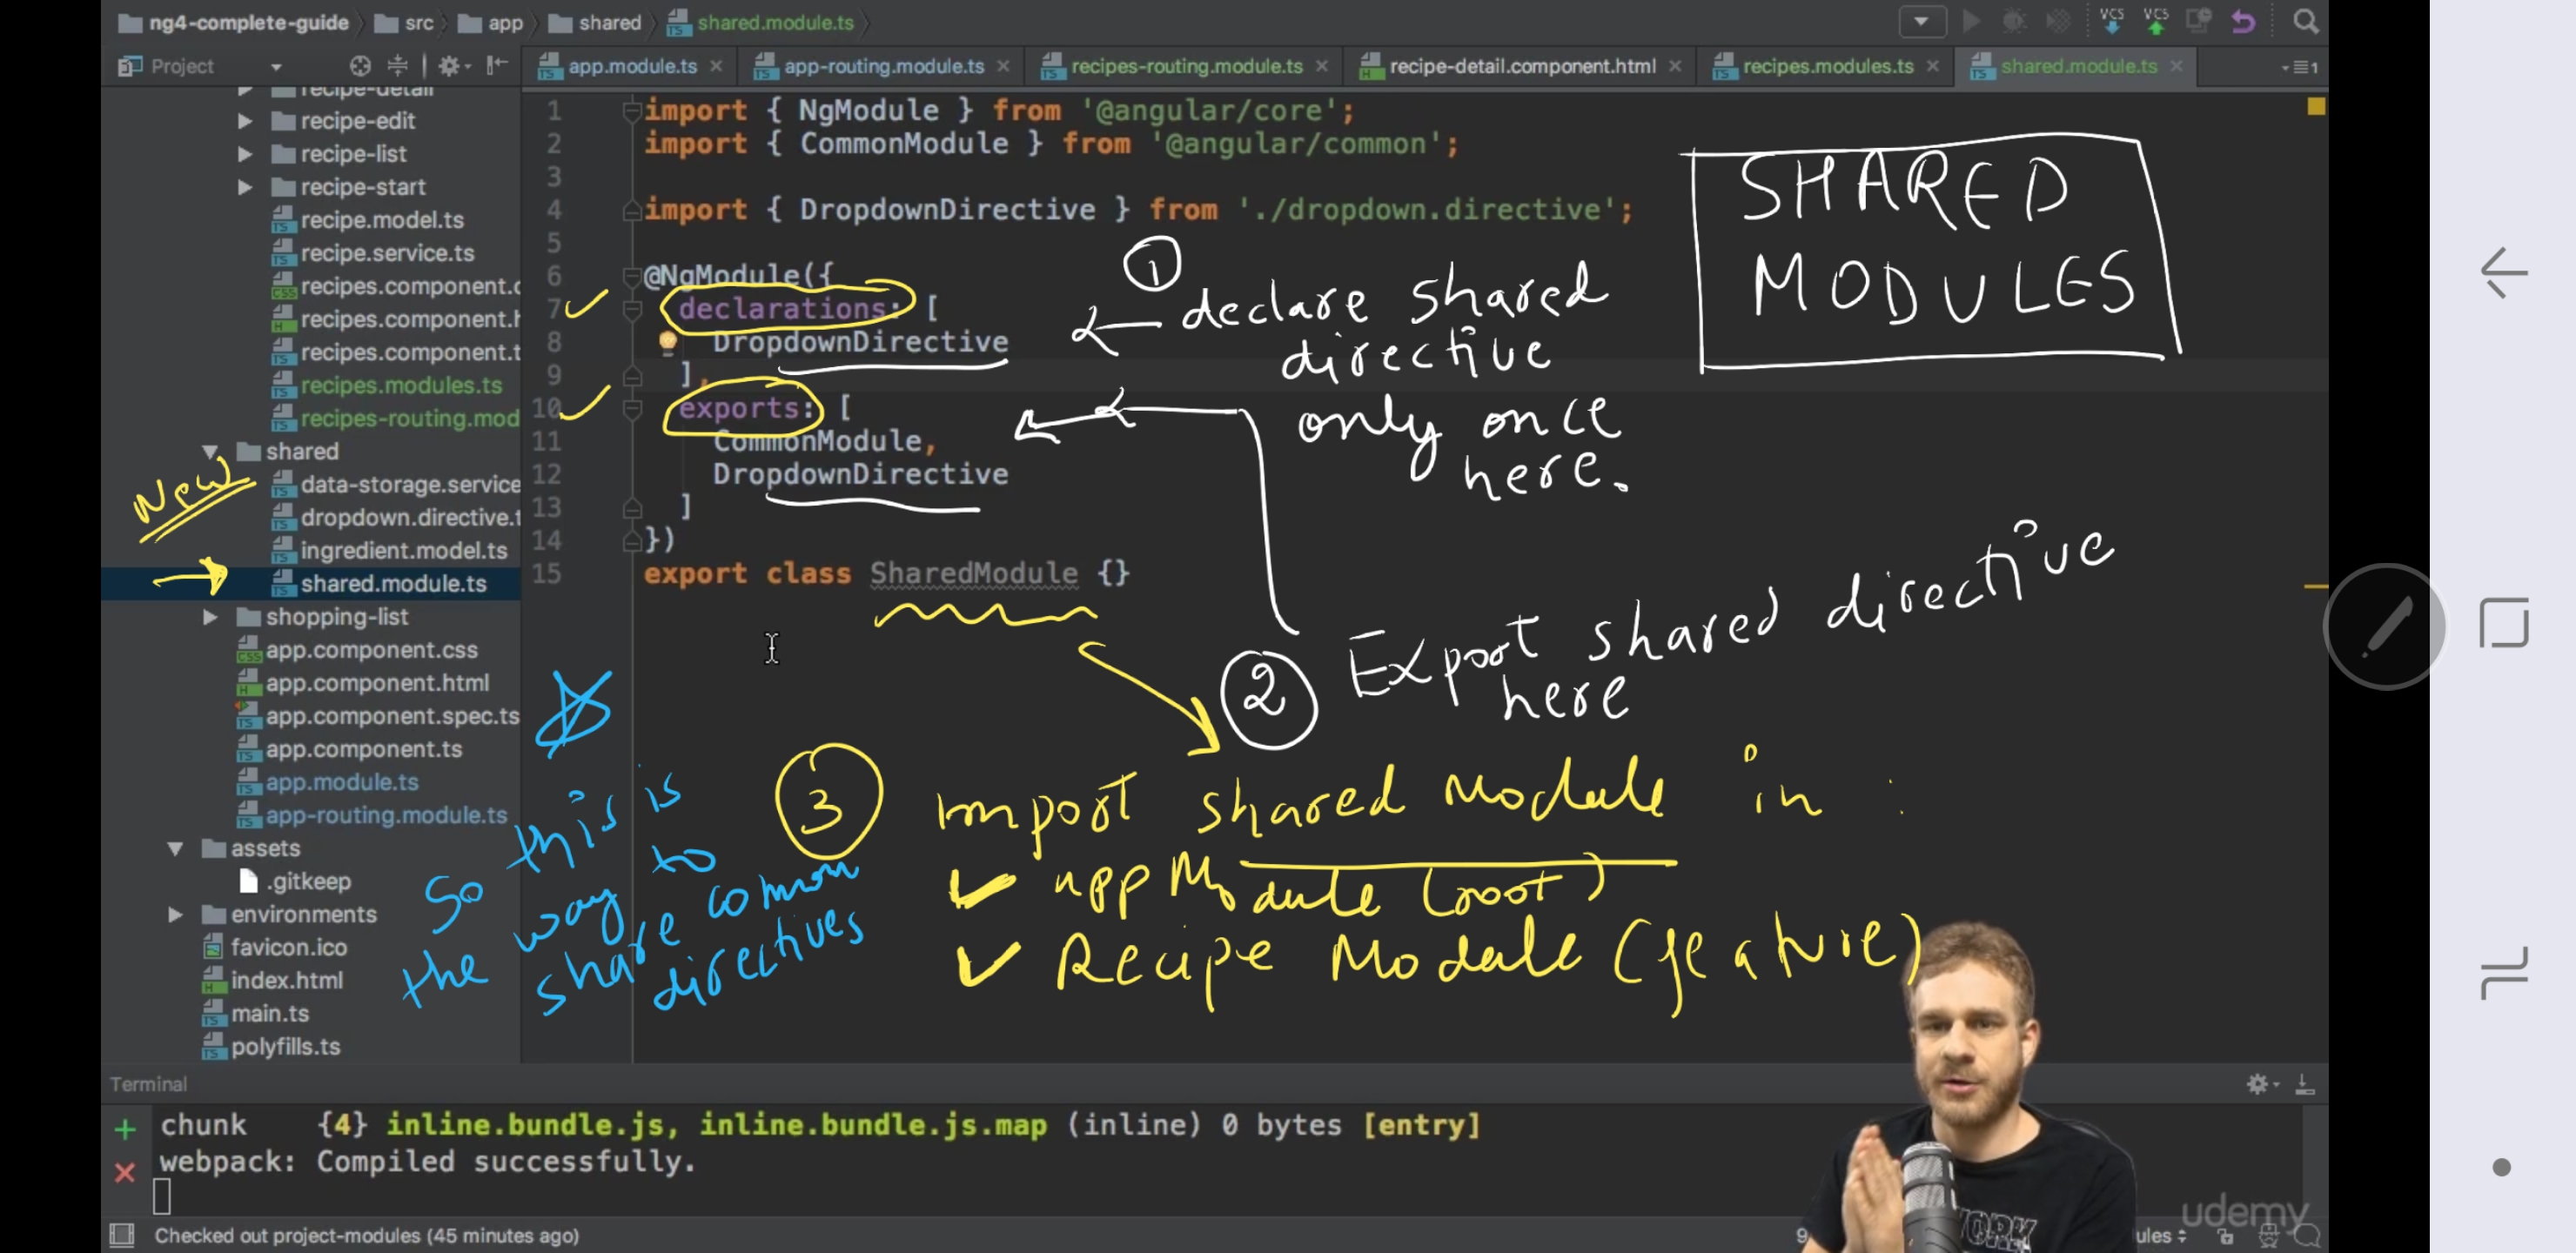 ng4-complete-guide src app shared shared.module.ts
VCS VCS
Project
app.module.ts app-routing.module.ts recipes-routing.module.ts recipe-detail.component.html recipes.modules.ts shared.module.ts
recipe-detail
recipe-edit
recipe-list
recipe-start
recipe.model.ts
recipe.service.ts
recipes.component.c
recipes.component.h
recipes.component.t
recipes.modules.ts
recipes-routing.mod
shared
data-storage.service
dropdown.directive.t
ingredient.model.ts
shared.module.ts
shopping-list
app.component.css
app.component.html
app.component.spec.ts
app.component.ts
app.module.ts
app-routing.module.ts
assets
.gitkeep
environments
favicon.ico
index.html
main.ts
polyfills.ts
New
1 import { NgModule } from '@angular/core';
2 import { CommonModule } from '@angular/common';
3
4 import { DropdownDirective } from './dropdown.directive';
5
6 @NgModule({
7 declarations: [
8 DropdownDirective
9 ],
10 exports: [
11 CommonModule,
12 DropdownDirective
13 ]
14 })
15 export class SharedModule {}
SHARED
MODULES
1
declare shared
directive
only once
here.
2 Export shared directive
here
3 Import shared Module in :
App Module (root)
Recipe Module (feature)
So this is
the way to
share common
directives
Terminal
chunk {4} inline.bundle.js, inline.bundle.js.map (inline) 0 bytes [entry]
webpack: Compiled successfully.
Checked out project-modules (45 minutes ago)
9
ules
WORK
udemy